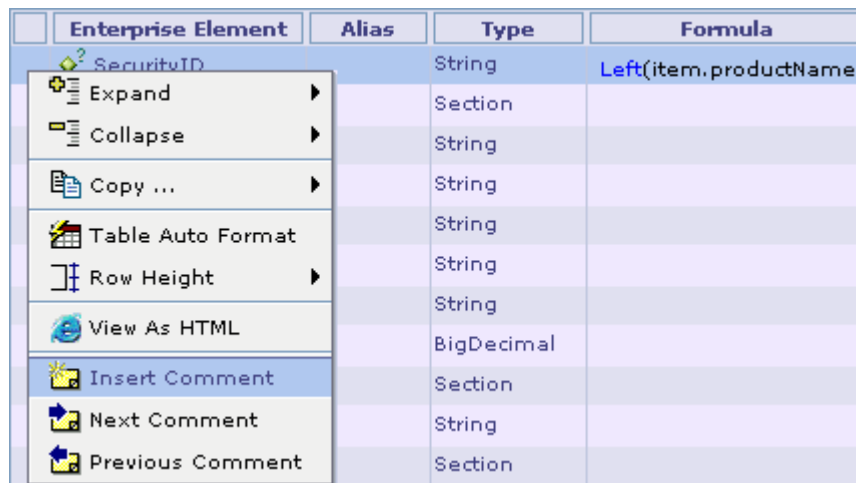 Enterprise Element Alias Type Formula
SecurityID String Left(item.productName
Expand Section
Collapse String
Copy ... String
Table Auto Format String
Row Height String
String
View As HTML BigDecimal
Insert Comment Section
Next Comment String
Previous Comment Section